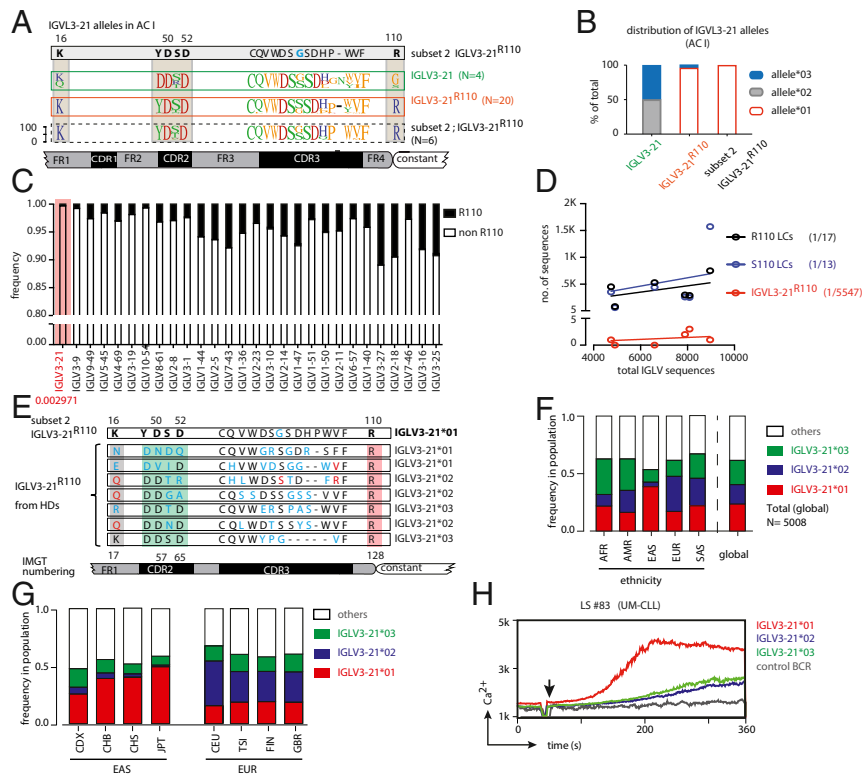 A
IGVL3-21 alleles in AC I
16 50 52 110
K YDSD CQVWDSGSDHP-WVF R subset 2 IGLV3-21R110
IGLV3-21 (N=4)
IGLV3-21R110 (N=20)
subset 2 ; IGLV3-21R110 (N=6)
100
0
FR1 CDR1 FR2 CDR2 FR3 CDR3 FR4 constant
B
distribution of IGVL3-21 alleles
(AC I)
% of total
100
50
0
allele*03
allele*02
allele*01
IGLV3-21
IGLV3-21R110
subset 2
IGLV3-21R110
C
frequency
1.00
0.95
0.90
0.85
0.80
0.00
R110
non R110
IGLV3-21 IGLV3-9 IGLV9-49 IGLV5-45 IGLV4-69 IGLV3-19 IGLV10-54 IGLV8-61 IGLV2-8 IGLV3-1 IGLV1-44 IGLV2-5 IGLV7-43 IGLV1-36 IGLV2-23 IGLV3-10 IGLV2-14 IGLV1-47 IGLV1-51 IGLV1-50 IGLV2-11 IGLV6-57 IGLV1-40 IGLV3-27 IGLV2-18 IGLV7-46 IGLV3-16 IGLV3-25
0.002971
D
no. of sequences
2K
1.5K
1K
.5K
5
5
0
4000 6000 8000 10000
total IGLV sequences
R110 LCs (1/17)
S110 LCs (1/13)
IGVL3-21R110 (1/5547)
E
subset 2
IGLV3-21R110
16 50 52 110
K Y D S D C Q V W D S G S D H P W V F R IGLV3-21*01
IGLV3-21R110
from HDs
N D N D Q C Q V W G R S G D R - S F F R IGLV3-21*01
E D V I D C H V W V D S G G - - W V R R IGLV3-21*01
Q D D T R C H L W D S S T D - - F R R IGLV3-21*02
Q D D G A C Q S S D S S G S - - V F R IGLV3-21*02
R D D T D C Q V W E R S P A S - V F R IGLV3-21*03
Q D D N D C Q L W D T S S Y S - V F R IGLV3-21*02
K D D S D C Q V W Y P G - - - - V F R IGLV3-21*03
IMGT
numbering
17 57 65 128
FR1 CDR2 CDR3 constant
F
frequency in population
1.0
0.5
0.0
AFR AMR EAS EUR SAS global
ethnicity
others
IGLV3-21*03
IGLV3-21*02
IGLV3-21*01
Total (global)
N= 5008
G
frequency in population
1.0
0.5
0.0
CDX CHB CHS JPT CEU TSI FIN GBR
EAS EUR
others
IGLV3-21*03
IGLV3-21*02
IGLV3-21*01
H
LS #83 (UM-CLL)
Ca2+
5k
3k
1k
200 360
time (s)
IGLV3-21*01
IGLV3-21*02
IGLV3-21*03
control BCR